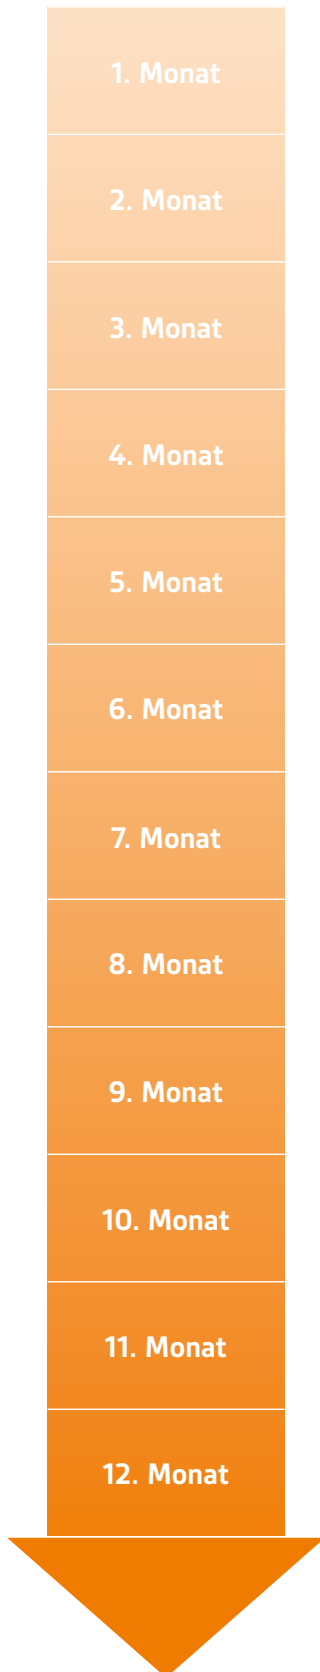 1. Monat
2. Monat
3. Monat
4. Monat
5. Monat
6. Monat
7. Monat
8. Monat
9. Monat
10. Monat
11. Monat
12. Monat